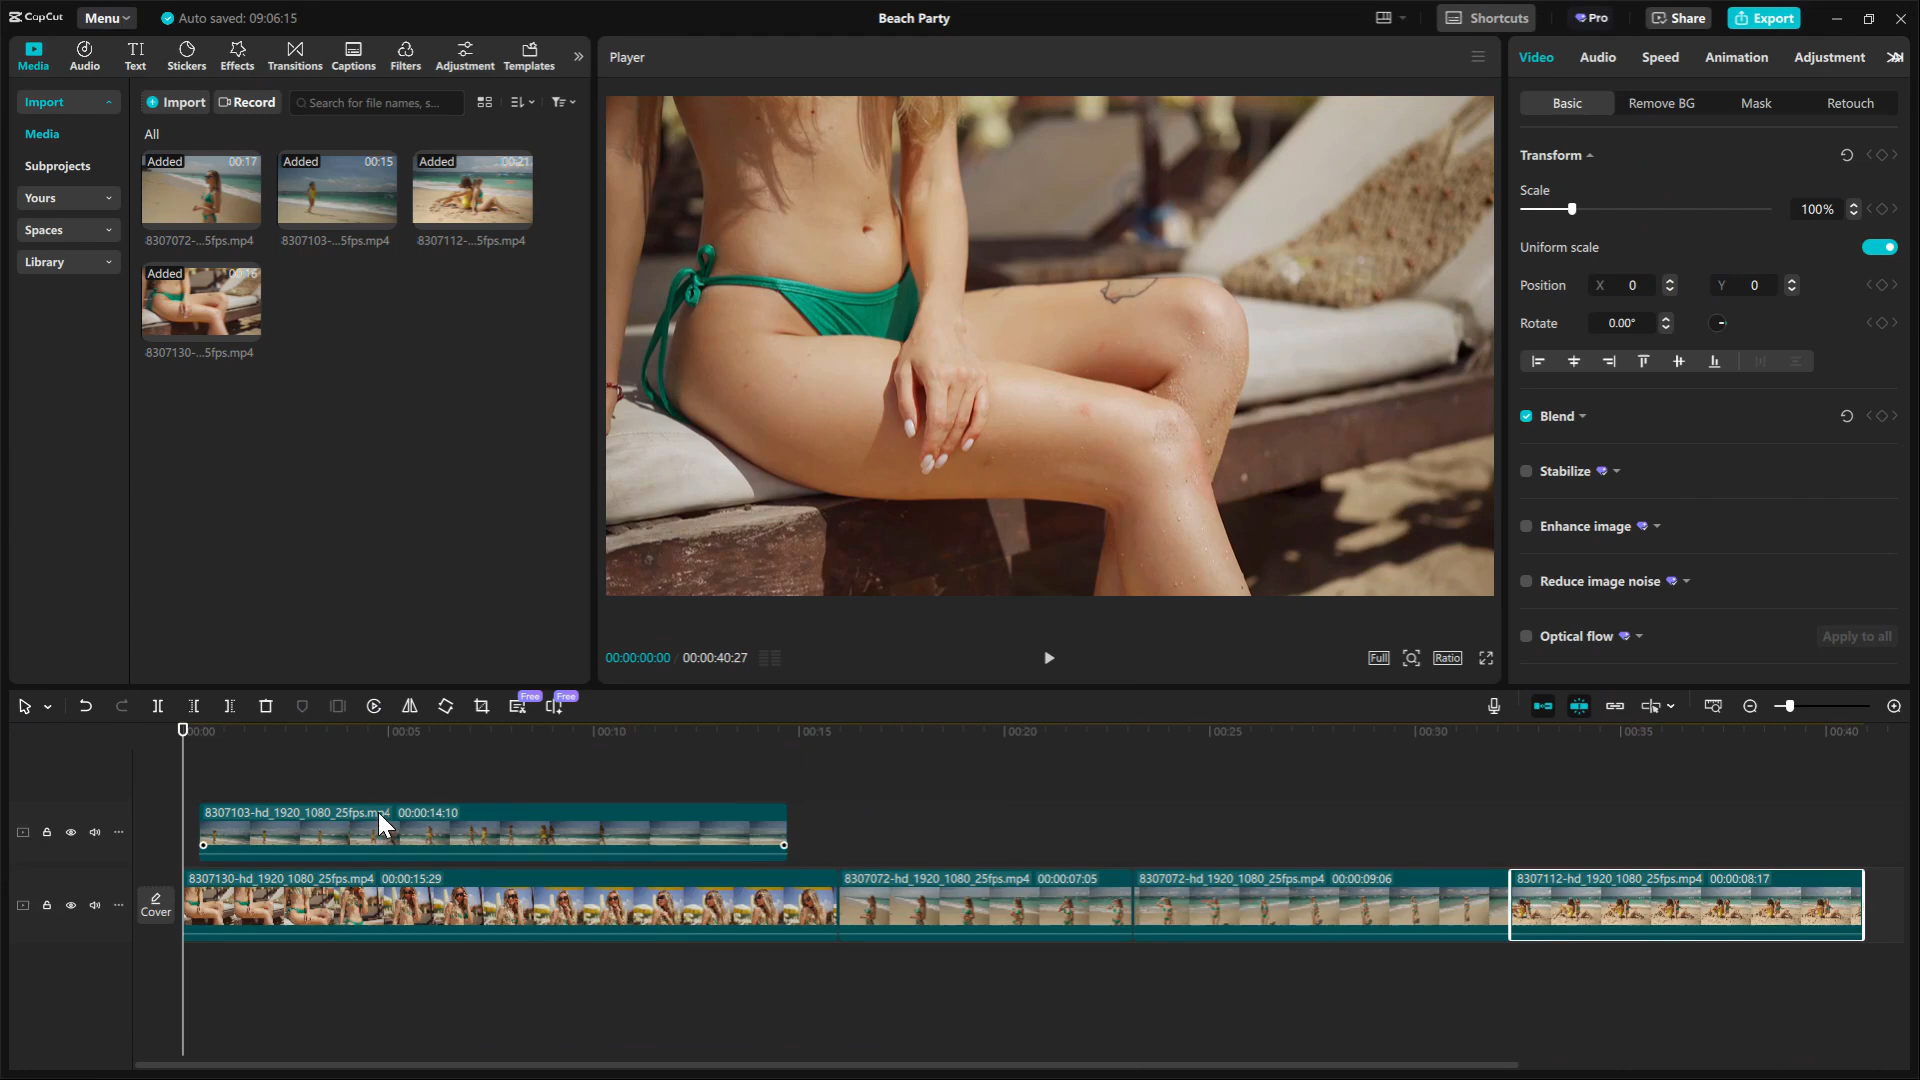 CapCut
Menu
Auto saved: 09:06:15
Beach Party
Shortcuts
Pro
Share
Export
Media
Audio
Text
Stickers
Effects
Transitions
Captions
Filters
Adjustment
Templates
Import
Media
Subprojects
Yours
Spaces
Library
Import
Record
Search for file names, s...
All
Added 00:17
8307072-...5fps.mp4
Added 00:15
8307103-...5fps.mp4
Added 00:21
8307112-...5fps.mp4
Added 00:16
8307130-...5fps.mp4
Player
00:00:00:00 / 00:00:40:27
Full
Ratio
Video
Audio
Speed
Animation
Adjustment
Basic
Remove BG
Mask
Retouch
Transform
Scale
100%
Uniform scale
Position X 0 Y 0
Rotate 0.00°
Blend
Stabilize
Enhance image
Reduce image noise
Optical flow
Apply to all
Free
Free
00:00
00:05
00:10
00:15
00:20
00:25
00:30
00:35
00:40
8307103-hd_1920_1080_25fps.mp4 00:00:14:10
Cover
8307130-hd_1920_1080_25fps.mp4 00:00:15:29
8307072-hd_1920_1080_25fps.mp4 00:00:07:05
8307072-hd_1920_1080_25fps.mp4 00:00:09:06
8307112-hd_1920_1080_25fps.mp4 00:00:08:17